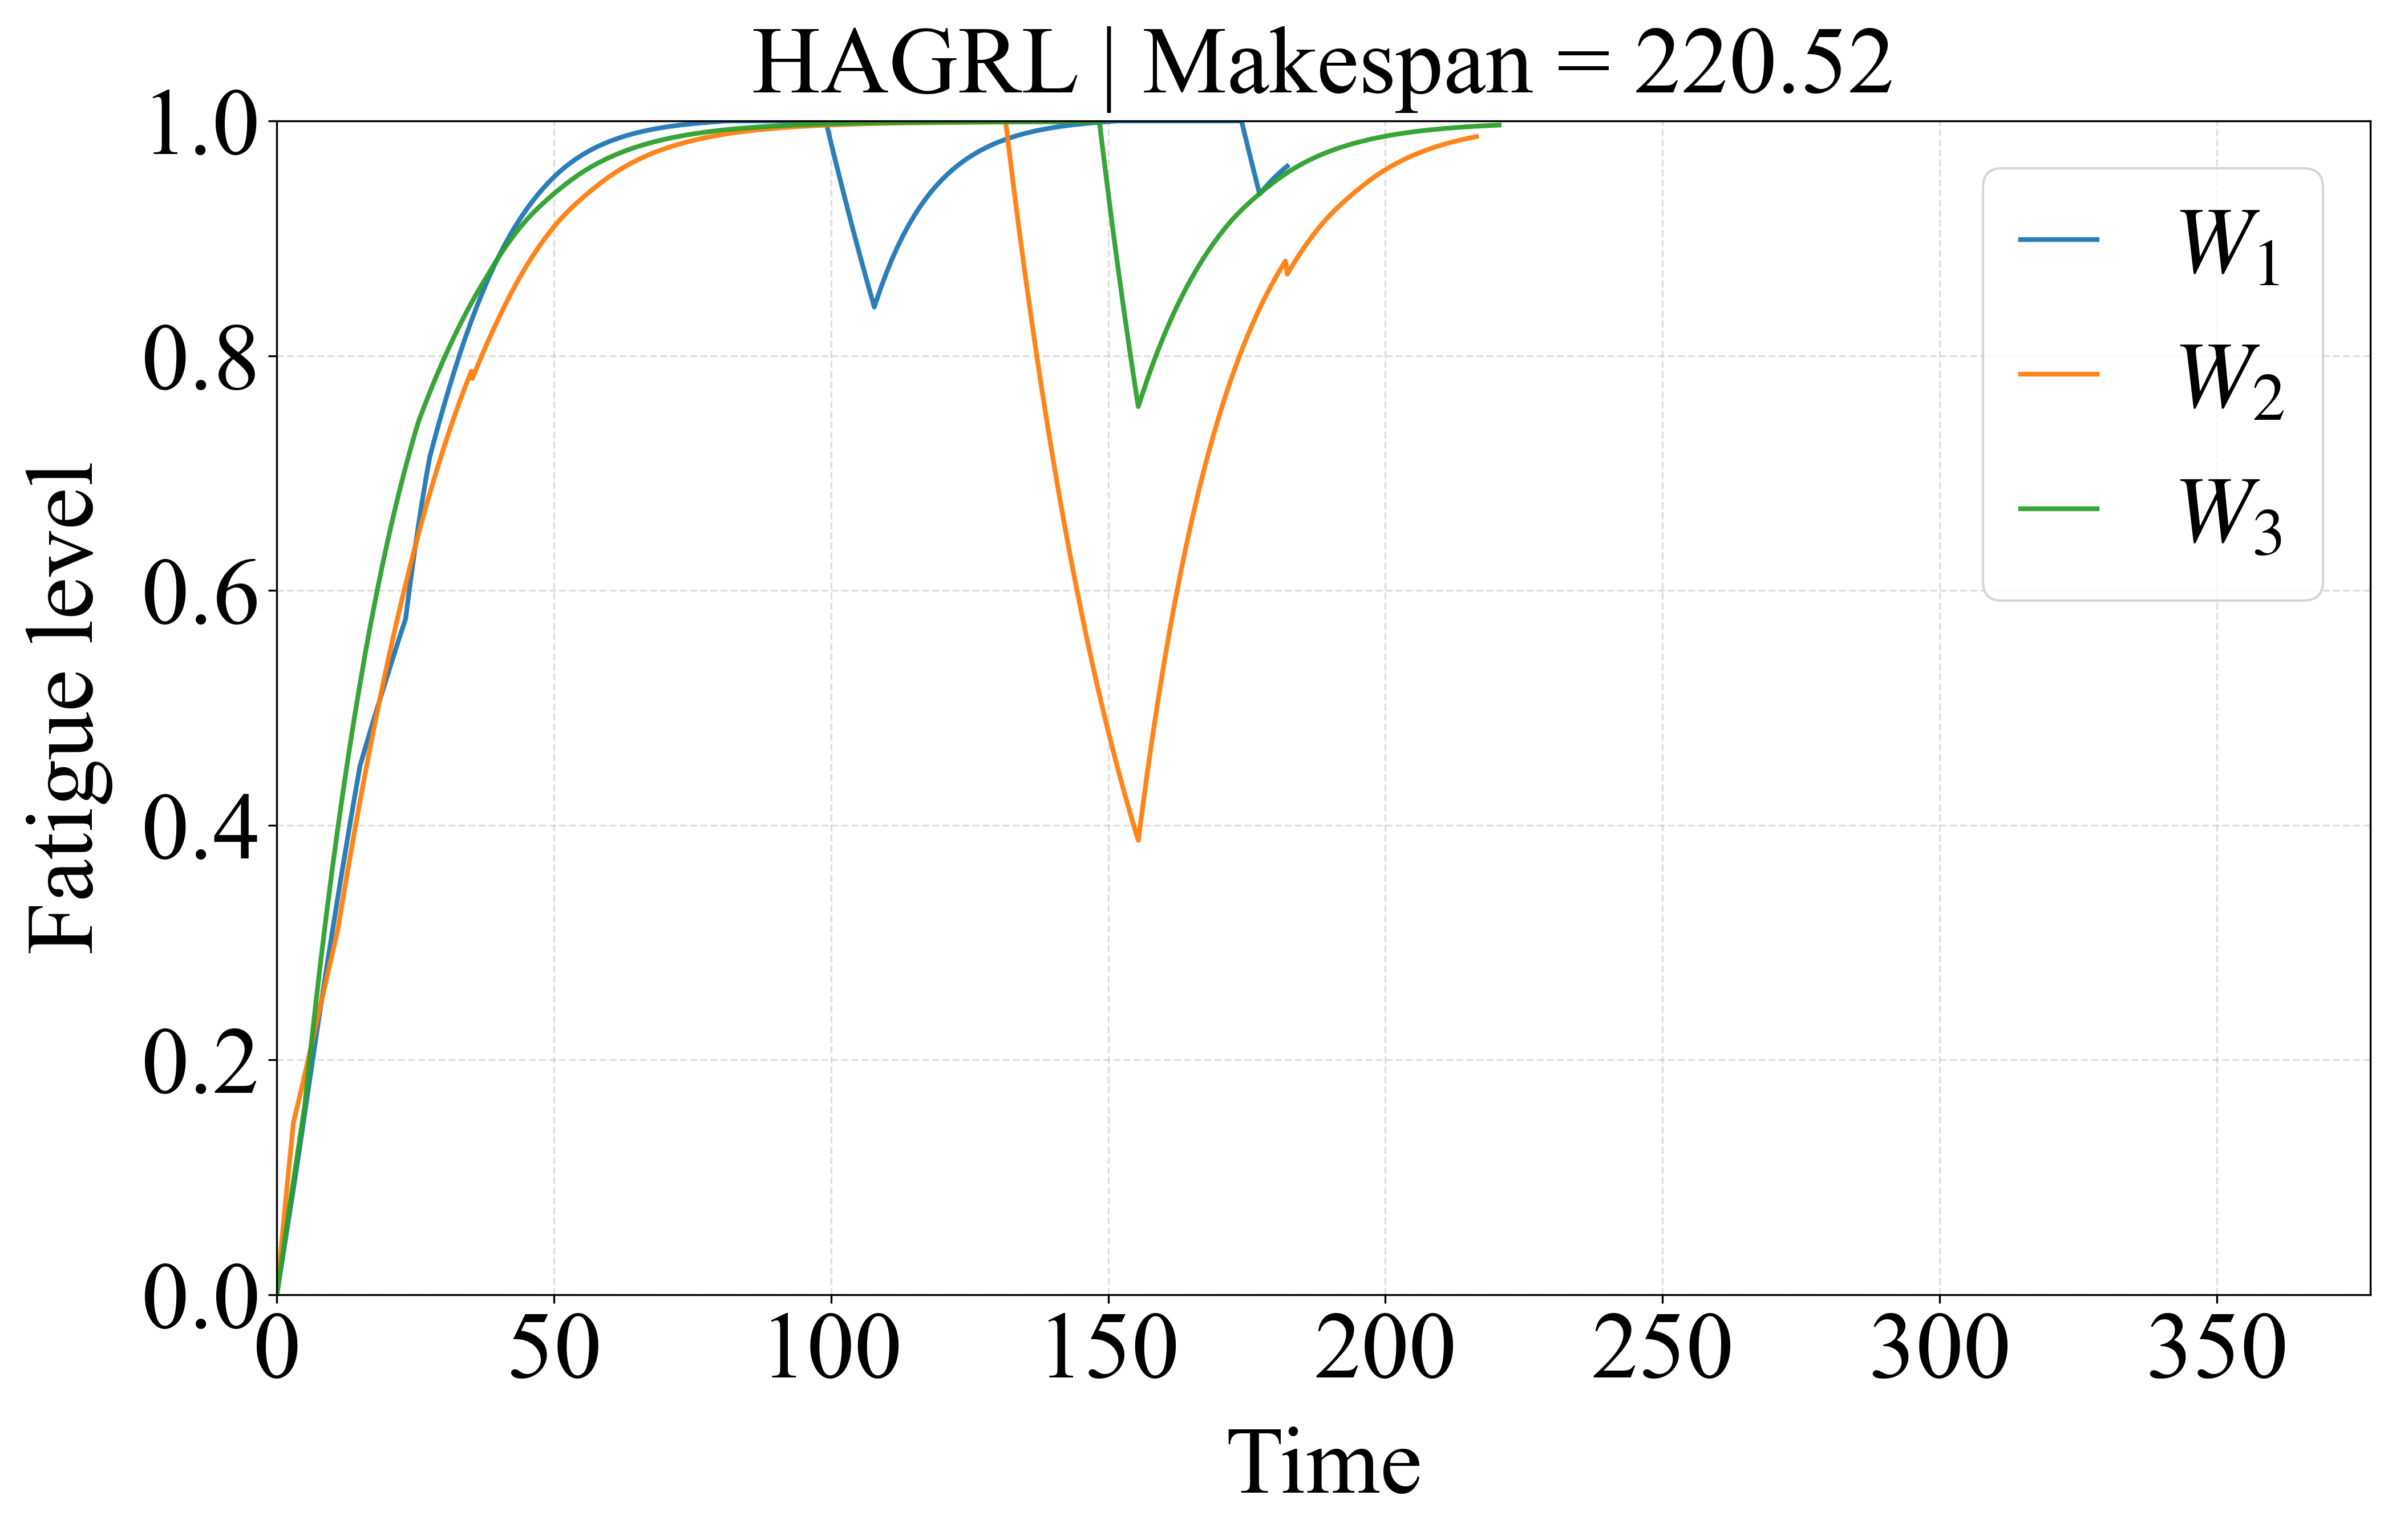 HAGRL | Makespan = 220.52
Fatigue level
1.0
0.8
0.6
0.4
0.2
0.0
0 50 100 150 200 250 300 350
Time
W₁
W₂
W₃